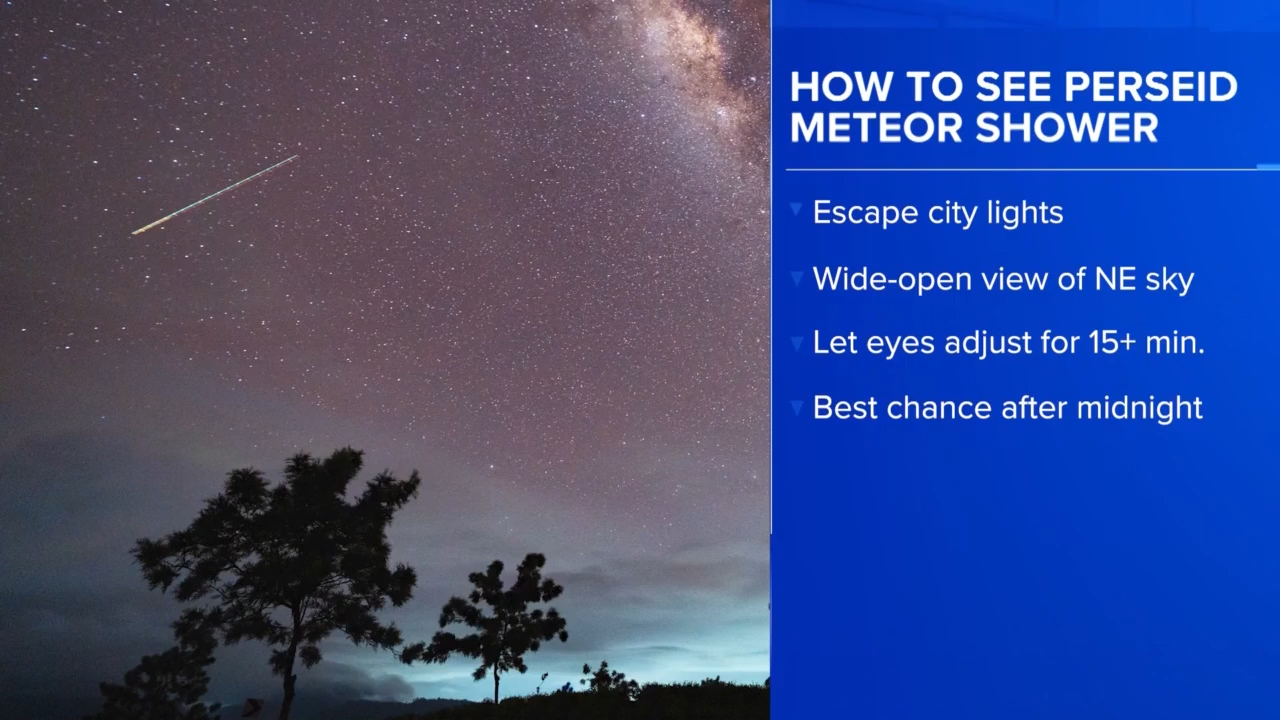 HOW TO SEE PERSEID
METEOR SHOWER
Escape city lights
Wide-open view of NE sky
Let eyes adjust for 15+ min.
Best chance after midnight